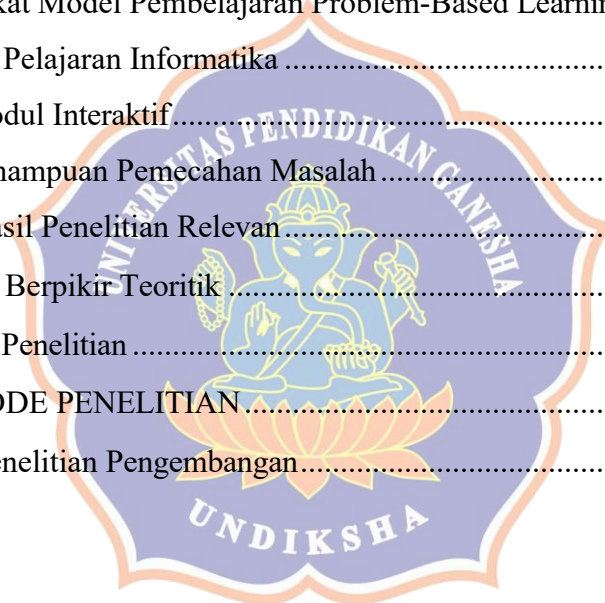 kat Model Pembelajaran Problem-Based Learnin
Pelajaran Informatika ........................................
odul Interaktif......................................................
nampuan Pemecahan Masalah............................
asil Penelitian Relevan........................................
Berpikir Teoritik ...............................................
Penelitian ...........................................................
ODE PENELITIAN.............................................
enelitian Pengembangan......................................
UNIVERSITAS PENDIDIKAN GANESHA
UNDIKSHA